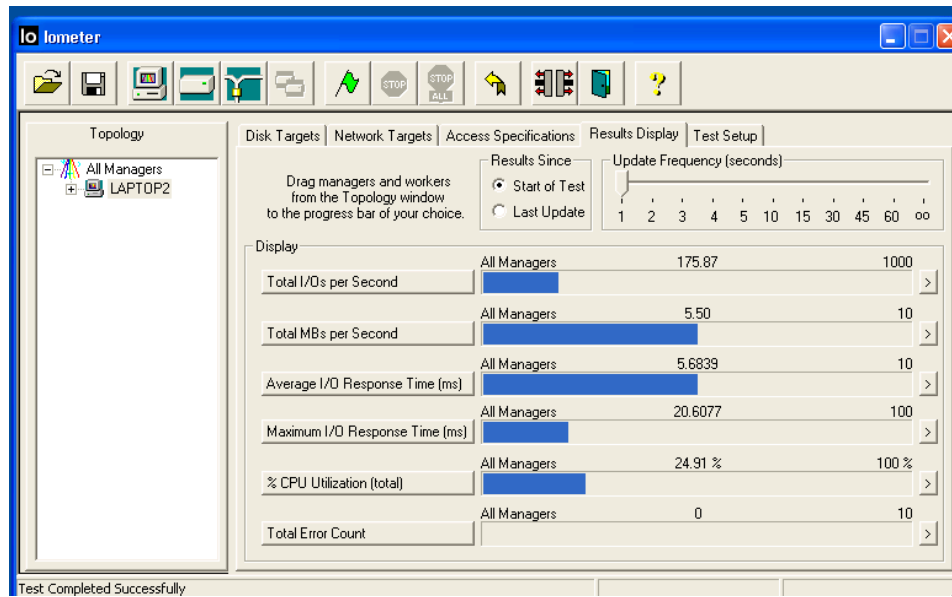 Io Iometer
STOP
STOP ALL
?
Topology
All Managers
LAPTOP2
Disk Targets
Network Targets
Access Specifications
Results Display
Test Setup
Drag managers and workers
from the Topology window
to the progress bar of your choice.
Results Since
Start of Test
Last Update
Update Frequency (seconds)
1 2 3 4 5 10 15 30 45 60 oo
Display
All Managers 175.87 1000
Total I/Os per Second >
All Managers 5.50 10
Total MBs per Second >
All Managers 5.6839 10
Average I/O Response Time (ms) >
All Managers 20.6077 100
Maximum I/O Response Time (ms) >
All Managers 24.91 % 100 %
% CPU Utilization (total) >
All Managers 0 10
Total Error Count >
Test Completed Successfully